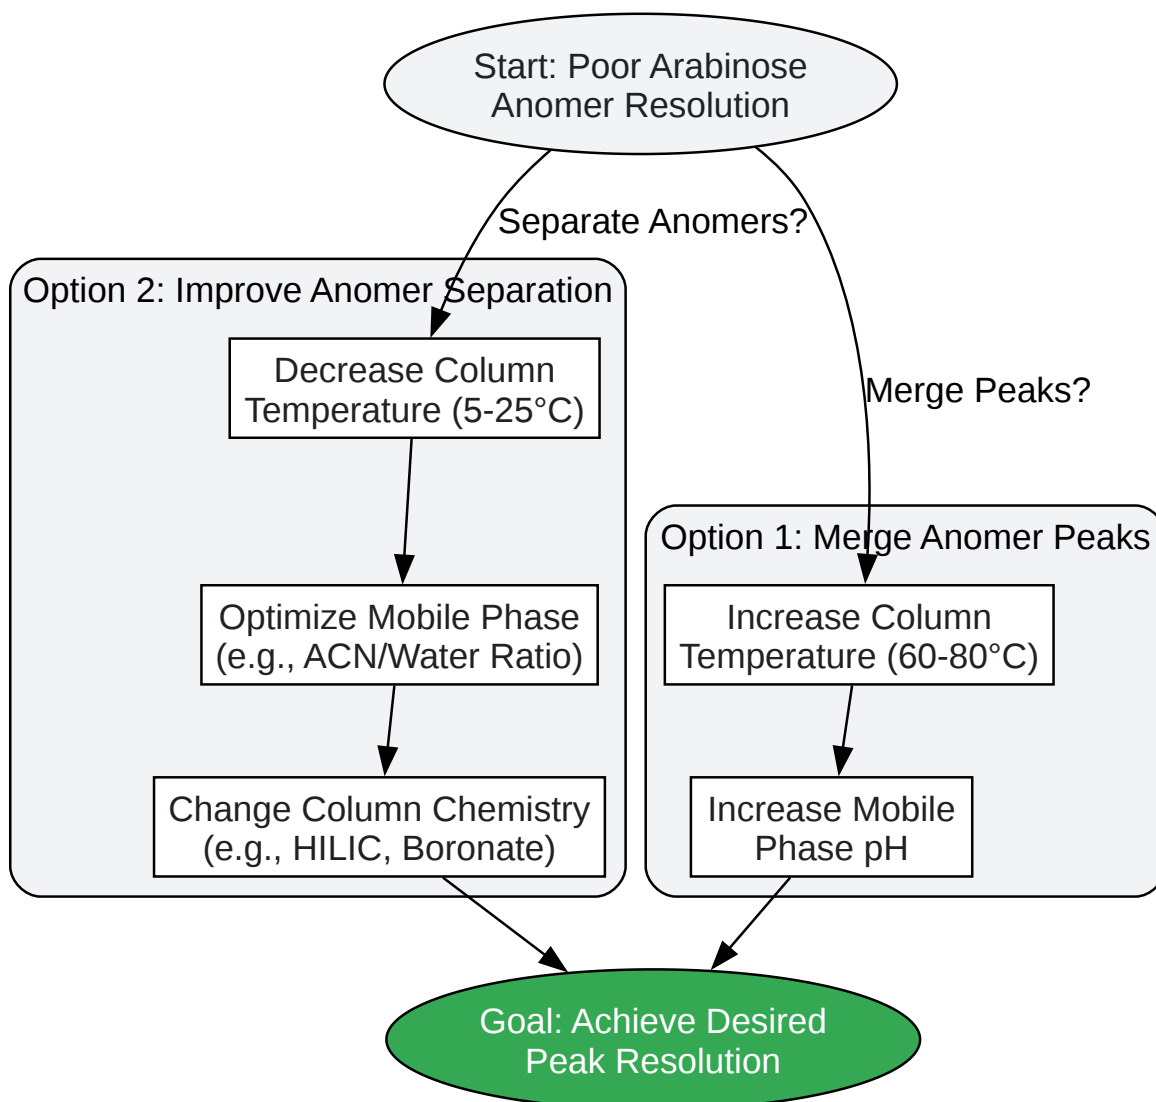 Start: Poor Arabinose
Anomer Resolution
Separate Anomers?
Merge Peaks?
Option 2: Improve Anomer Separation
Decrease Column
Temperature (5-25°C)
Optimize Mobile Phase
(e.g., ACN/Water Ratio)
Change Column Chemistry
(e.g., HILIC, Boronate)
Option 1: Merge Anomer Peaks
Increase Column
Temperature (60-80°C)
Increase Mobile
Phase pH
Goal: Achieve Desired
Peak Resolution